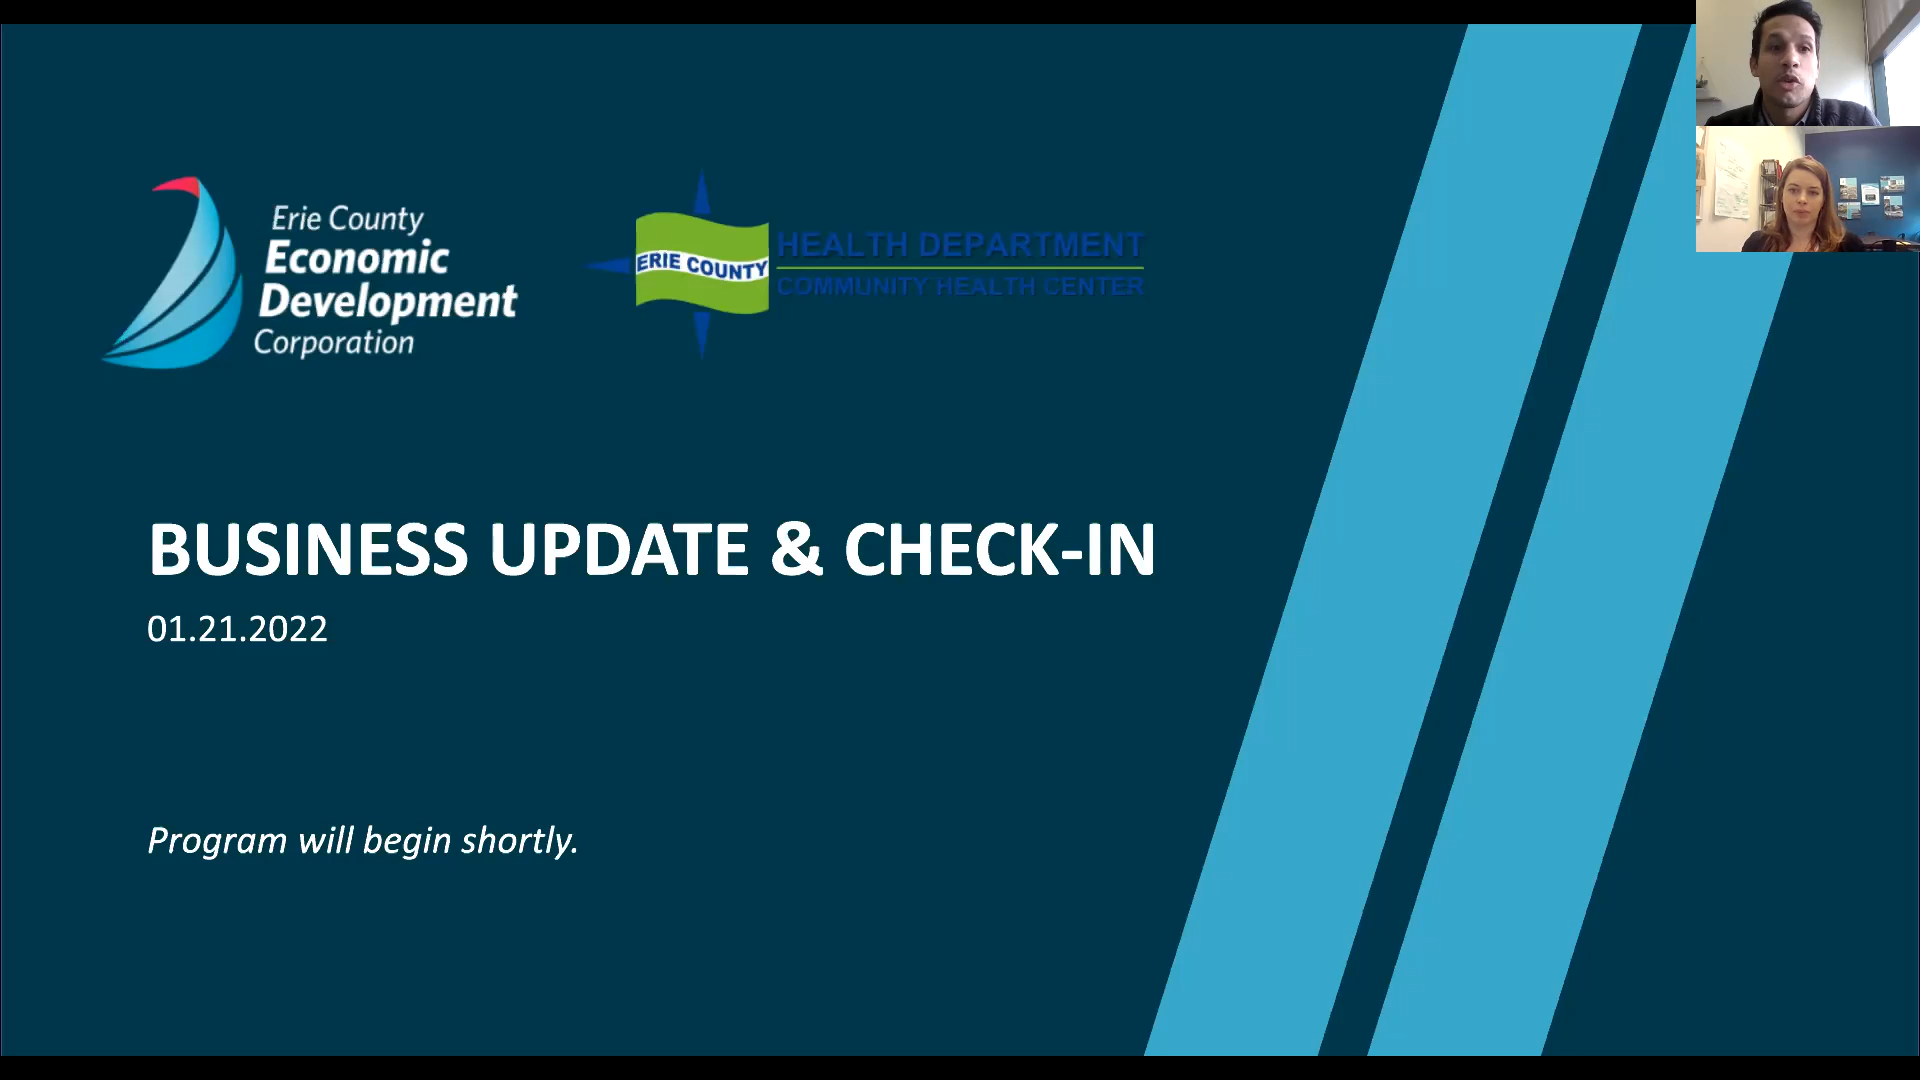 Erie County
Economic
Development
Corporation
ERIE COUNTY
HEALTH DEPARTMENT
COMMUNITY HEALTH CENTER
BUSINESS UPDATE & CHECK-IN
01.21.2022
Program will begin shortly.